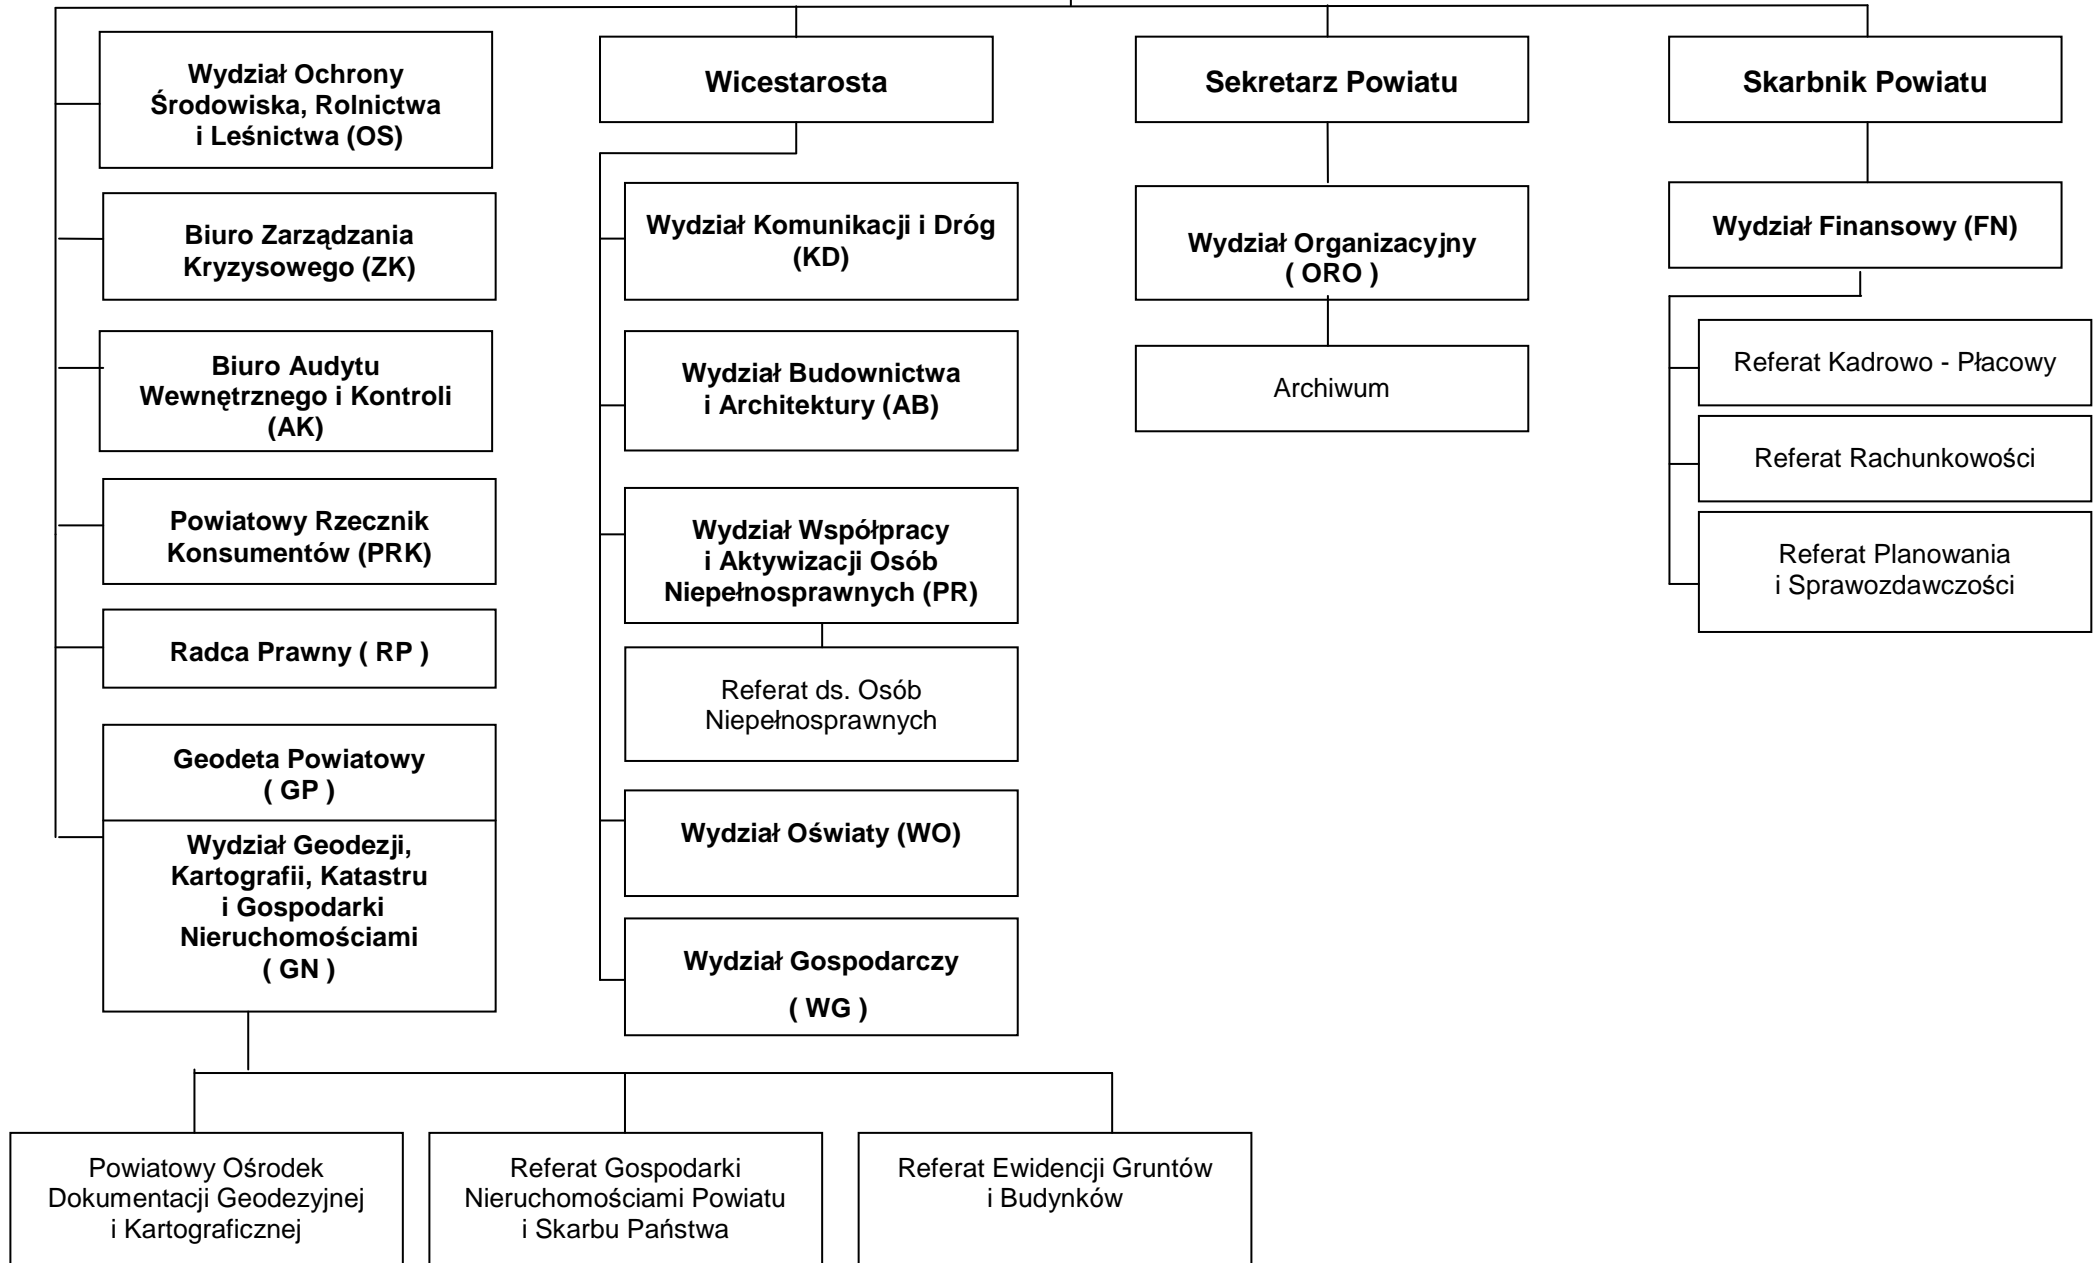 Wydział Ochrony
Środowiska, Rolnictwa
i Leśnictwa (OS)
Biuro Zarządzania
Kryzysowego (ZK)
Biuro Audytu
Wewnętrznego i Kontroli
(AK)
Powiatowy Rzecznik
Konsumentów (PRK)
Radca Prawny ( RP )
Geodeta Powiatowy
( GP )
Wydział Geodezji,
Kartografii, Katastru
i Gospodarki
Nieruchomościami
( GN )
Powiatowy Ośrodek
Dokumentacji Geodezyjnej
i Kartograficznej
Referat Gospodarki
Nieruchomościami Powiatu
i Skarbu Państwa
Referat Ewidencji Gruntów
i Budynków
Wicestarosta
Wydział Komunikacji i Dróg
(KD)
Wydział Budownictwa
i Architektury (AB)
Wydział Współpracy
i Aktywizacji Osób
Niepełnosprawnych (PR)
Referat ds. Osób
Niepełnosprawnych
Wydział Oświaty (WO)
Wydział Gospodarczy
( WG )
Sekretarz Powiatu
Wydział Organizacyjny
( ORO )
Archiwum
Skarbnik Powiatu
Wydział Finansowy (FN)
Referat Kadrowo - Płacowy
Referat Rachunkowości
Referat Planowania
i Sprawozdawczości